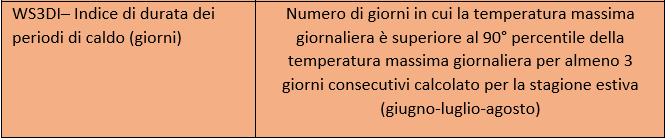 WS3DI– Indice di durata dei
periodi di caldo (giorni)
Numero di giorni in cui la temperatura massima
giornaliera è superiore al 90° percentile della
temperatura massima giornaliera per almeno 3
giorni consecutivi calcolato per la stagione estiva
(giugno-luglio-agosto)